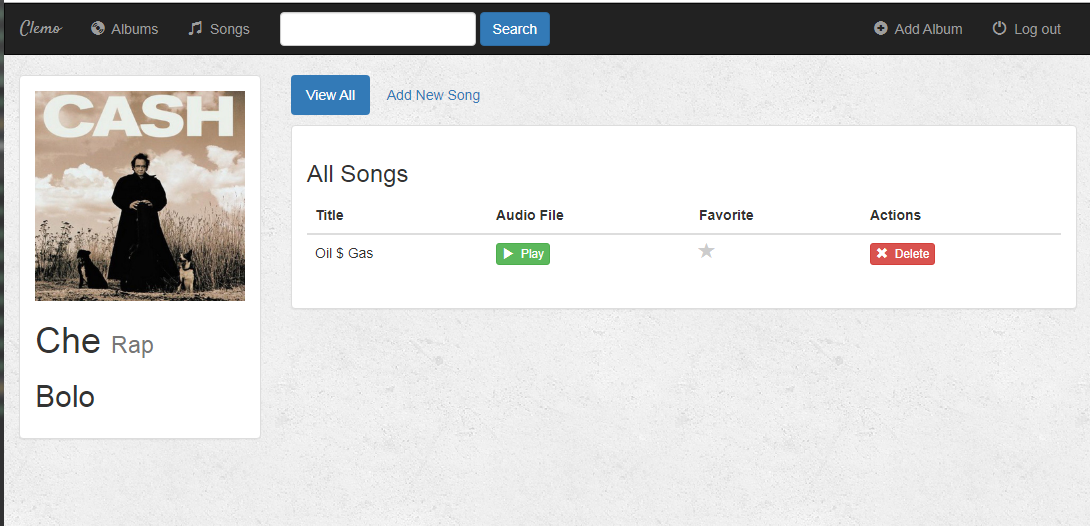 Clemo Albums Songs Search Add Album Log out
CASH
Che Rap
Bolo
View All Add New Song
All Songs
Title Audio File Favorite Actions
Oil $ Gas Play Delete